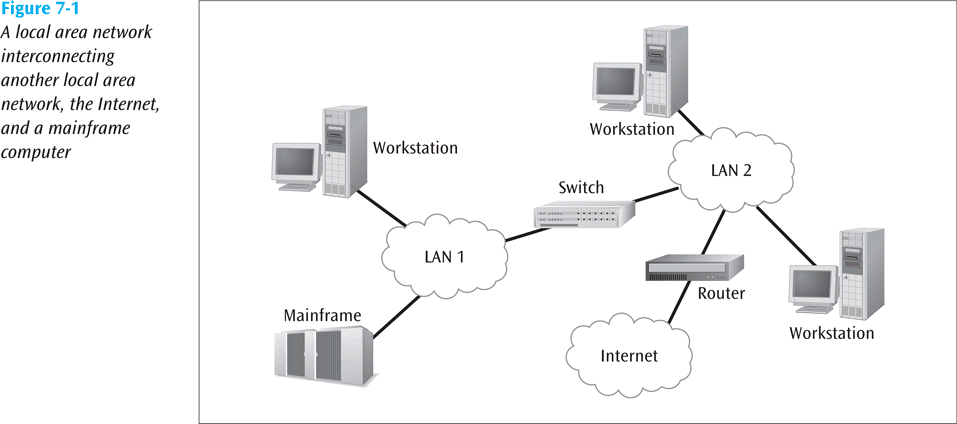 Figure 7-1
A local area network
interconnecting
another local area
network, the Internet,
and a mainframe
computer
Workstation
Workstation
LAN 2
Switch
LAN 1
Router
Mainframe
Workstation
Internet